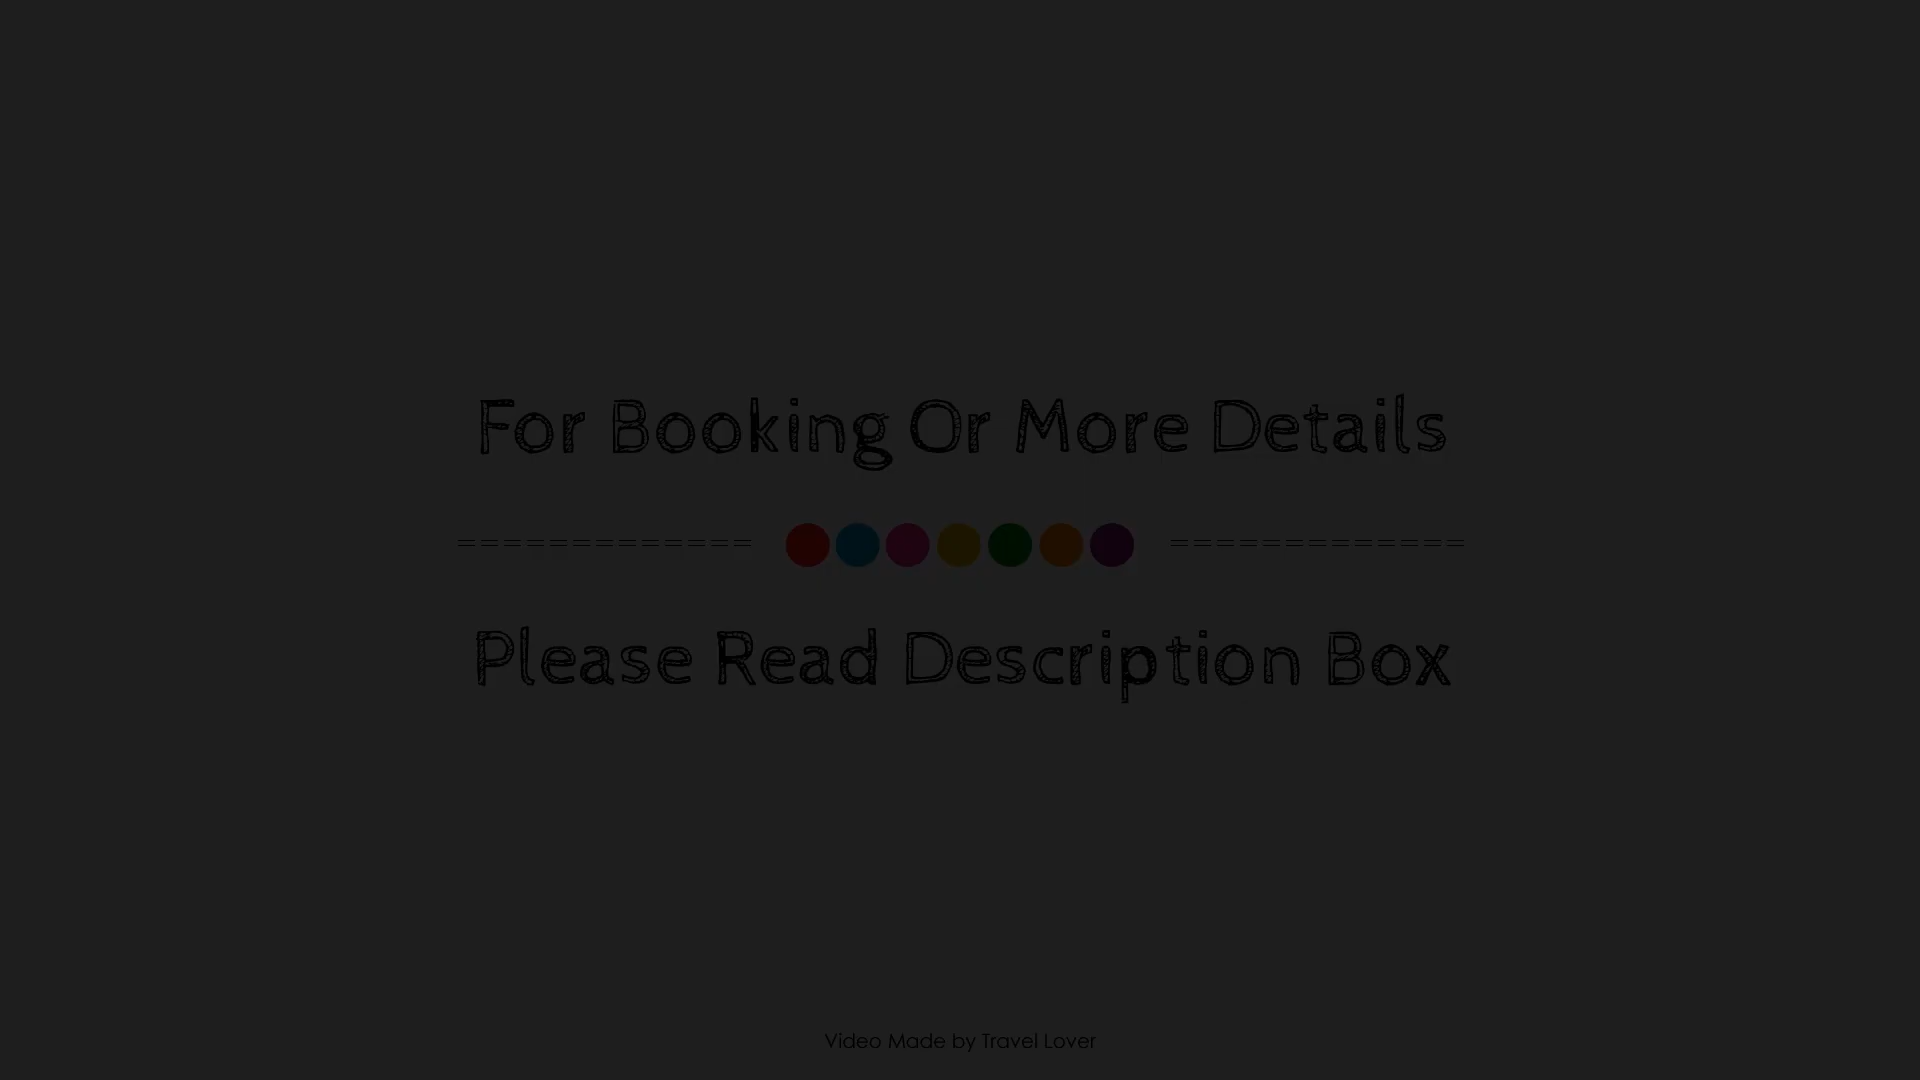 For Booking Or More Details
============= =============
Please Read Description Box
Video Made by Travel Lover